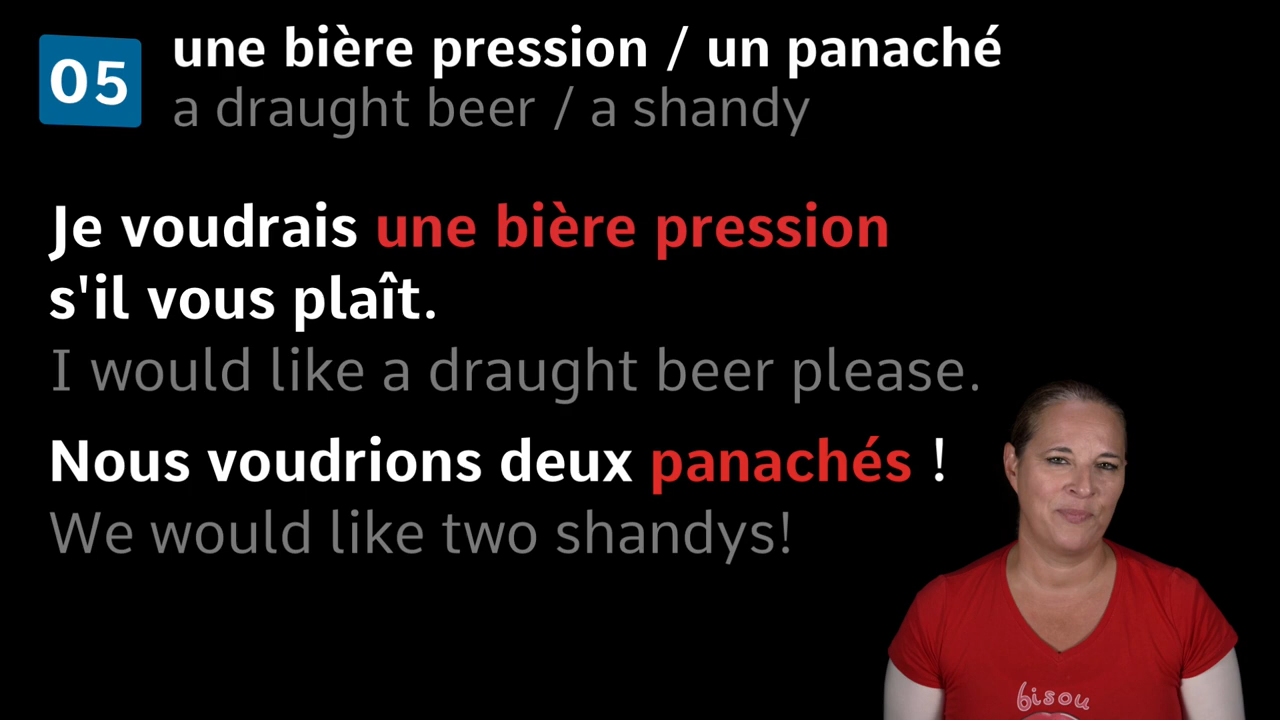 05
une bière pression / un panaché
a draught beer / a shandy
Je voudrais une bière pression
s'il vous plaît.
I would like a draught beer please.
Nous voudrions deux panachés !
We would like two shandys!
bisou